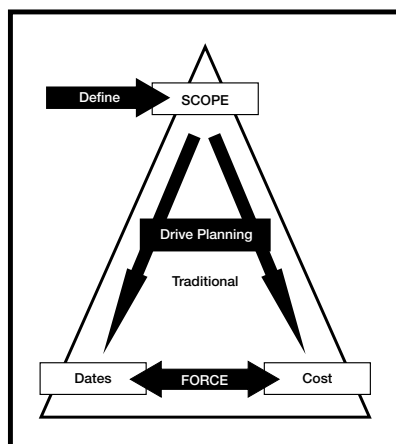 Define
SCOPE
Drive Planning
Traditional
Dates
FORCE
Cost